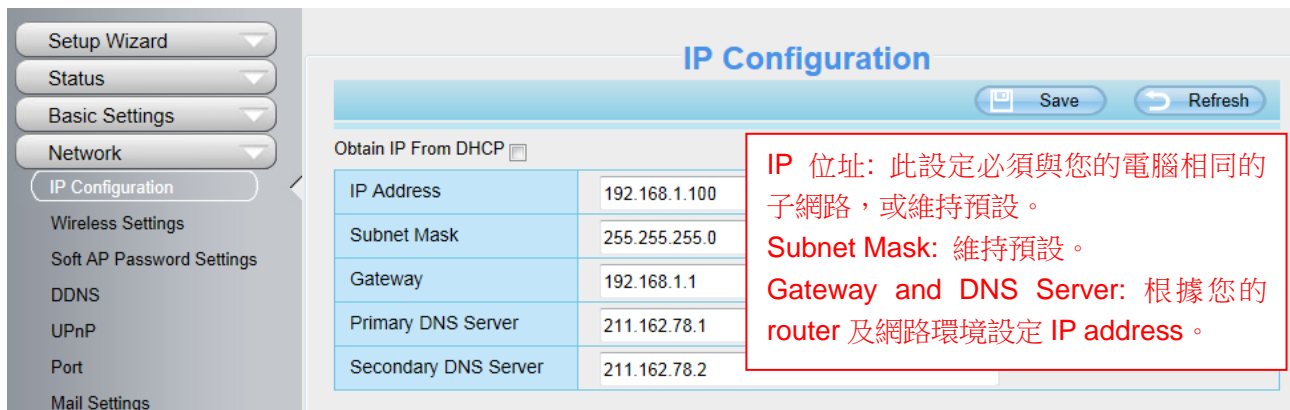 Setup Wizard
Status
Basic Settings
Network
IP Configuration
Wireless Settings
Soft AP Password Settings
DDNS
UPnP
Port
Mail Settings
IP Configuration
Save
Refresh
Obtain IP From DHCP
IP Address
192.168.1.100
Subnet Mask
255.255.255.0
Gateway
192.168.1.1
Primary DNS Server
211.162.78.1
Secondary DNS Server
211.162.78.2
IP 位址: 此設定必須與您的電腦相同的
子網路，或維持預設。
Subnet Mask: 維持預設。
Gateway and DNS Server: 根據您的
router 及網路環境設定 IP address。